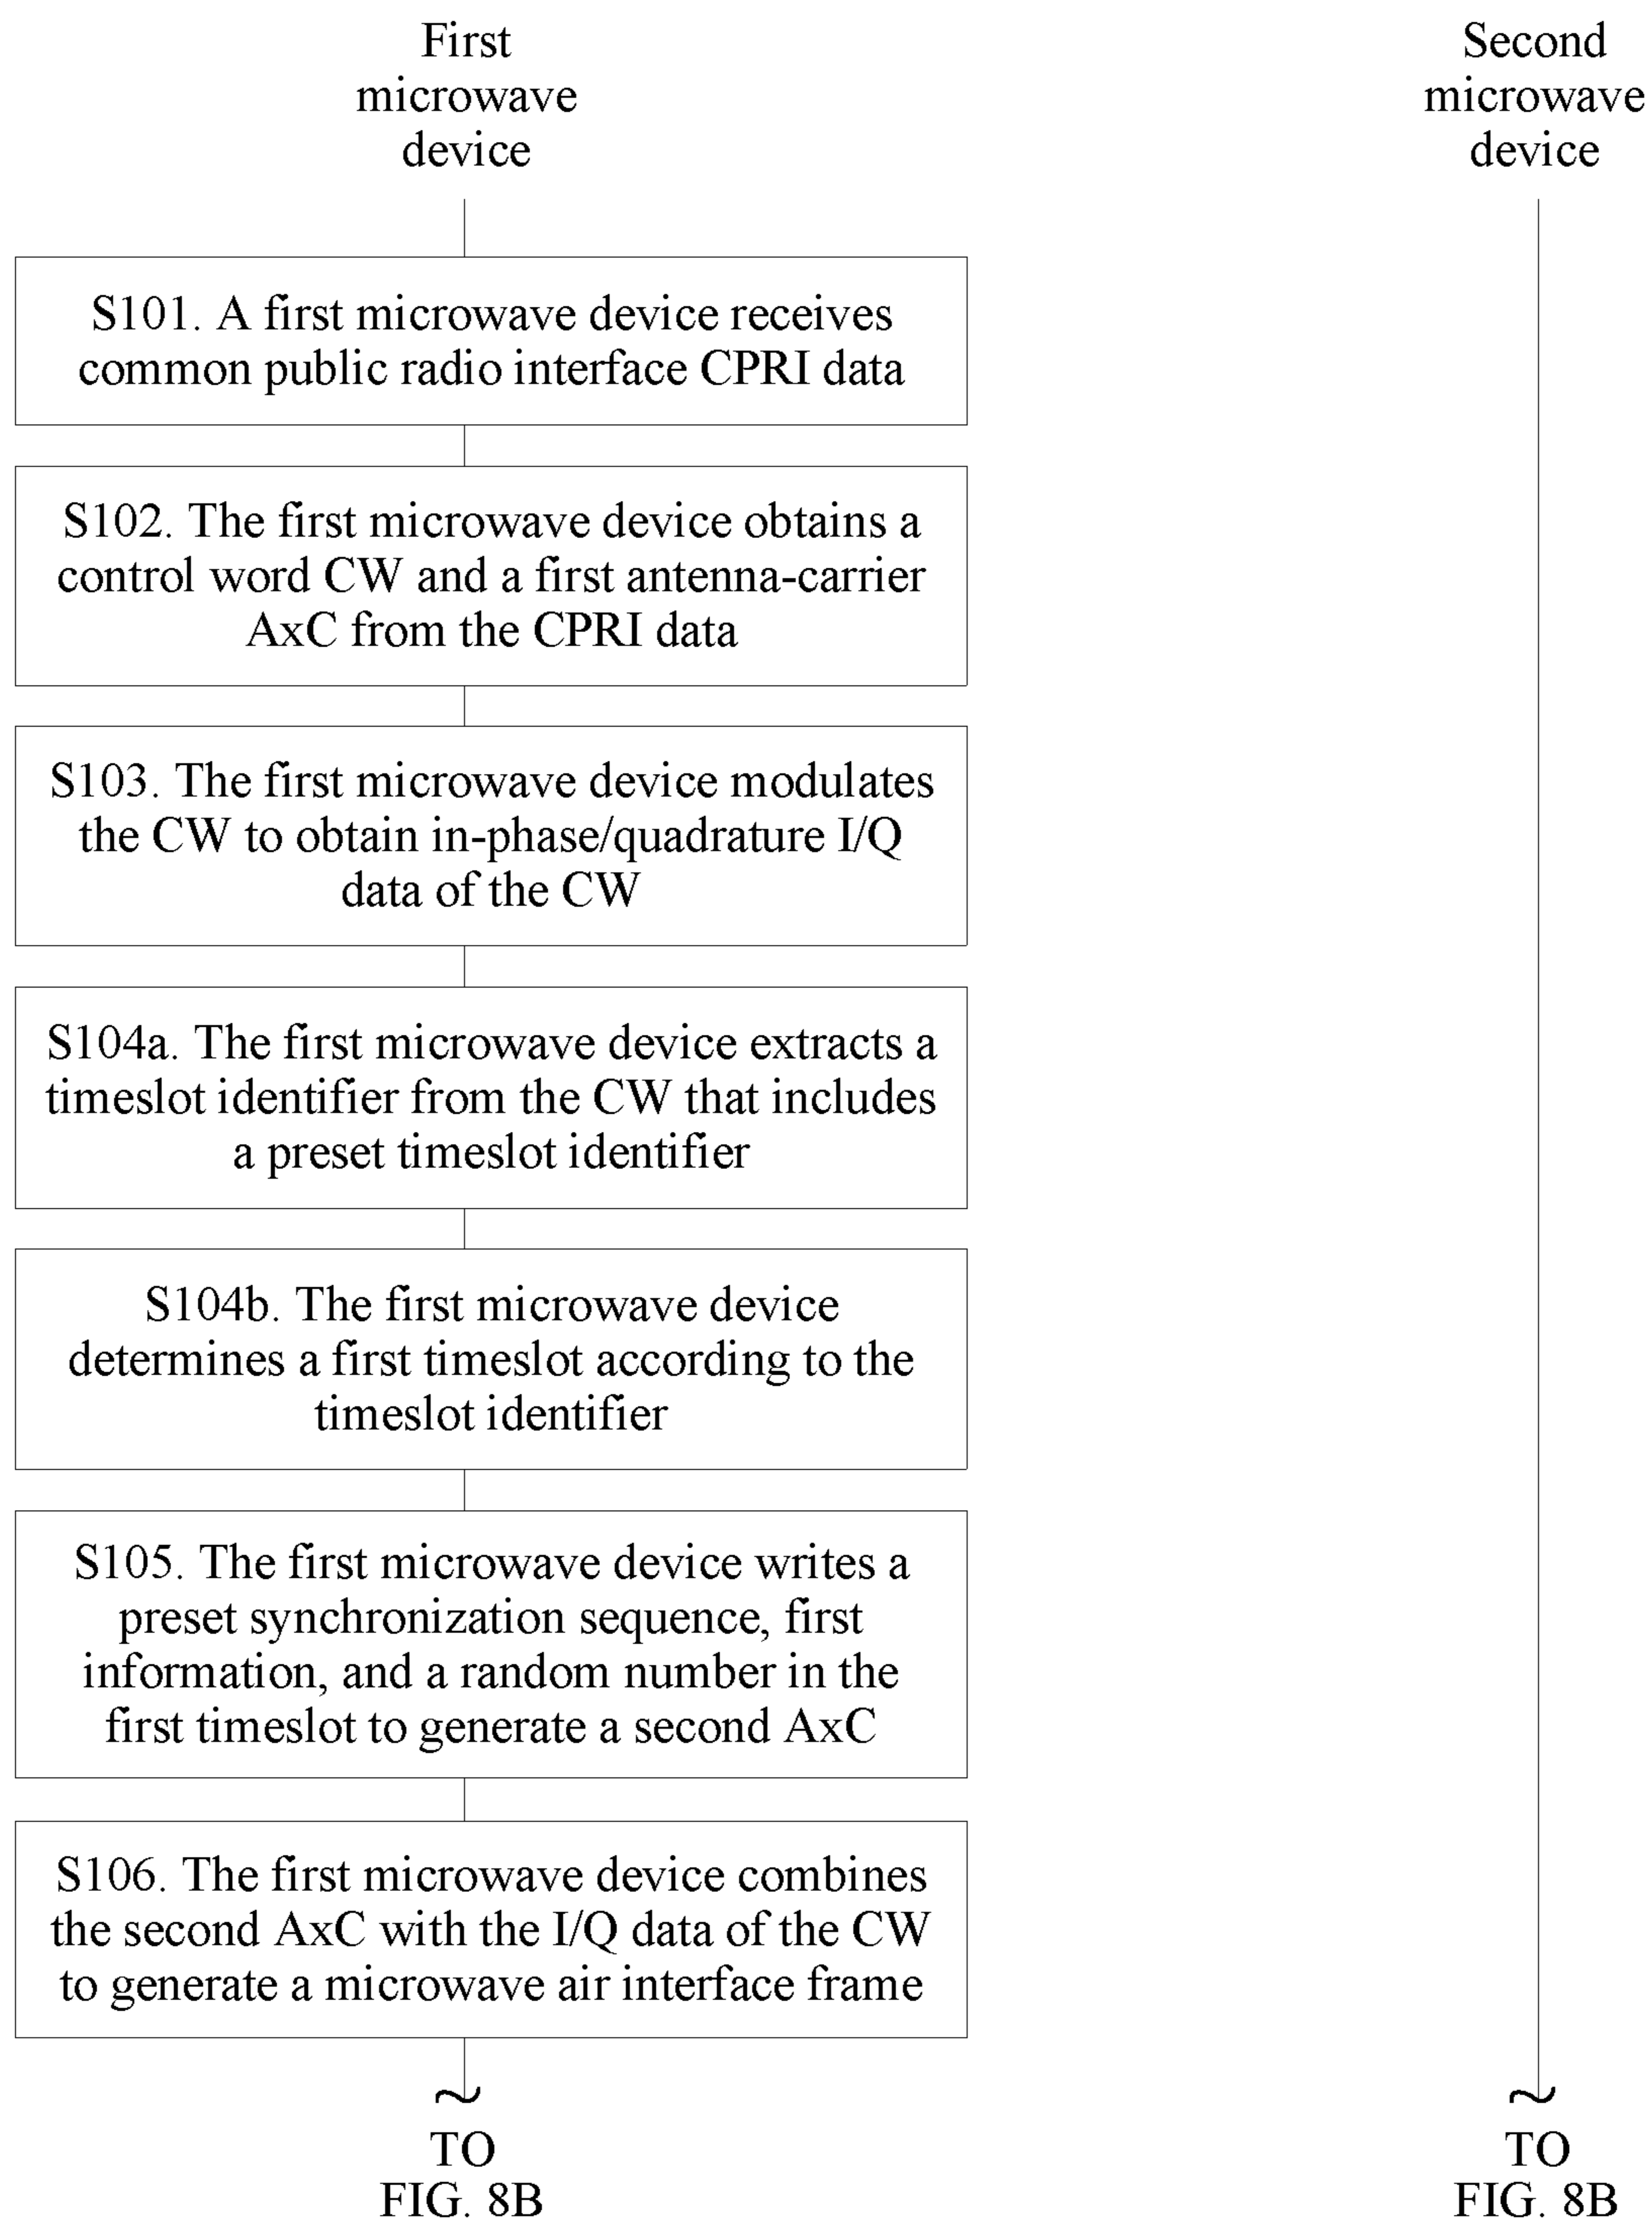 First
microwave
device
Second
microwave
device
S101. A first microwave device receives
common public radio interface CPRI data
S102. The first microwave device obtains a
control word CW and a first antenna-carrier
AxC from the CPRI data
S103. The first microwave device modulates
the CW to obtain in-phase/quadrature I/Q
data of the CW
S104a. The first microwave device extracts a
timeslot identifier from the CW that includes
a preset timeslot identifier
S104b. The first microwave device
determines a first timeslot according to the
timeslot identifier
S105. The first microwave device writes a
preset synchronization sequence, first
information, and a random number in the
first timeslot to generate a second AxC
S106. The first microwave device combines
the second AxC with the I/Q data of the CW
to generate a microwave air interface frame
TO
FIG. 8B
TO
FIG. 8B